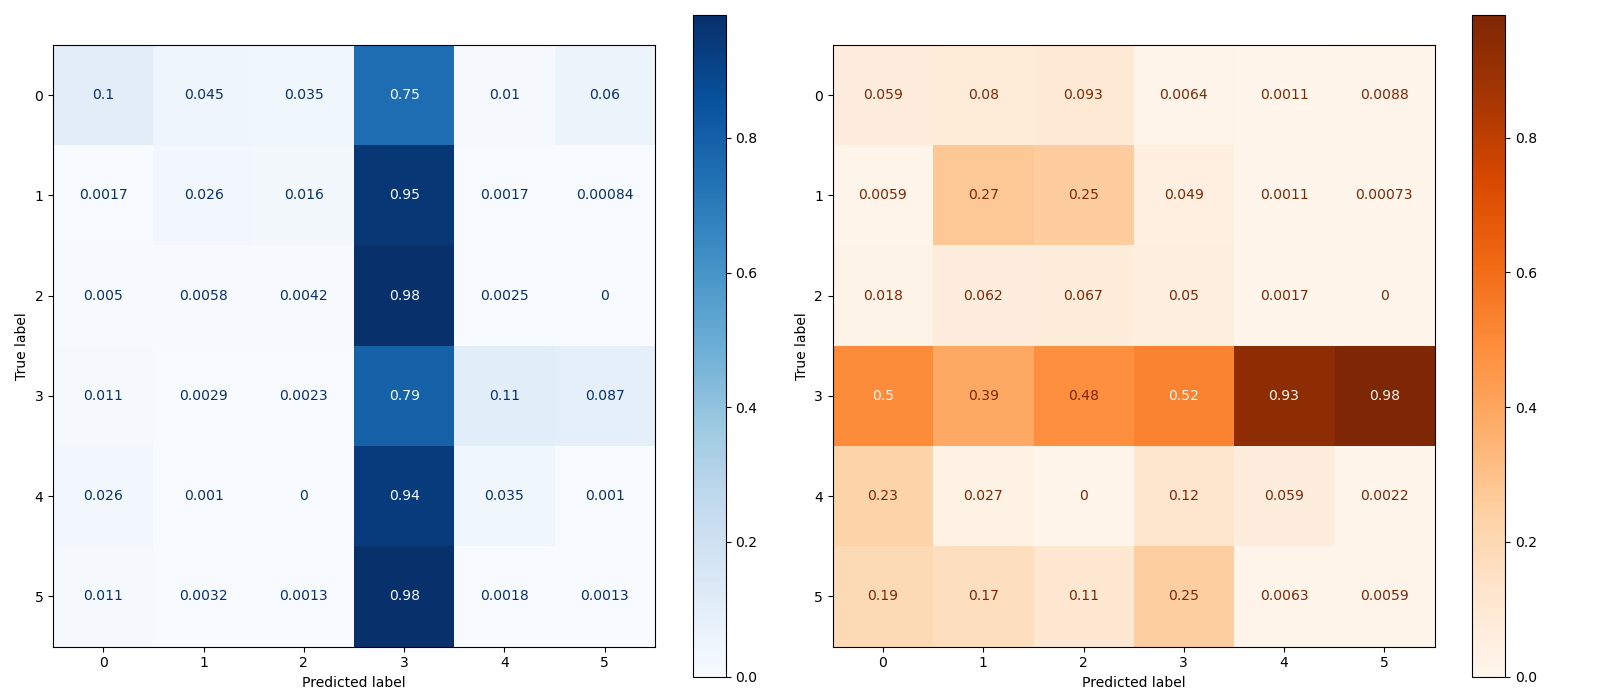 0 0.1 0.045 0.035 0.75 0.01 0.06
1 0.0017 0.026 0.016 0.95 0.0017 0.00084
2 0.005 0.0058 0.0042 0.98 0.0025 0
3 0.011 0.0029 0.0023 0.79 0.11 0.087
4 0.026 0.001 0 0.94 0.035 0.001
5 0.011 0.0032 0.0013 0.98 0.0018 0.0013
0 1 2 3 4 5
Predicted label
True label
0.8
0.6
0.4
0.2
0.0
0 0.059 0.08 0.093 0.0064 0.0011 0.0088
1 0.0059 0.27 0.25 0.049 0.0011 0.00073
2 0.018 0.062 0.067 0.05 0.0017 0
3 0.5 0.39 0.48 0.52 0.93 0.98
4 0.23 0.027 0 0.12 0.059 0.0022
5 0.19 0.17 0.11 0.25 0.0063 0.0059
0 1 2 3 4 5
Predicted label
True label
0.8
0.6
0.4
0.2
0.0